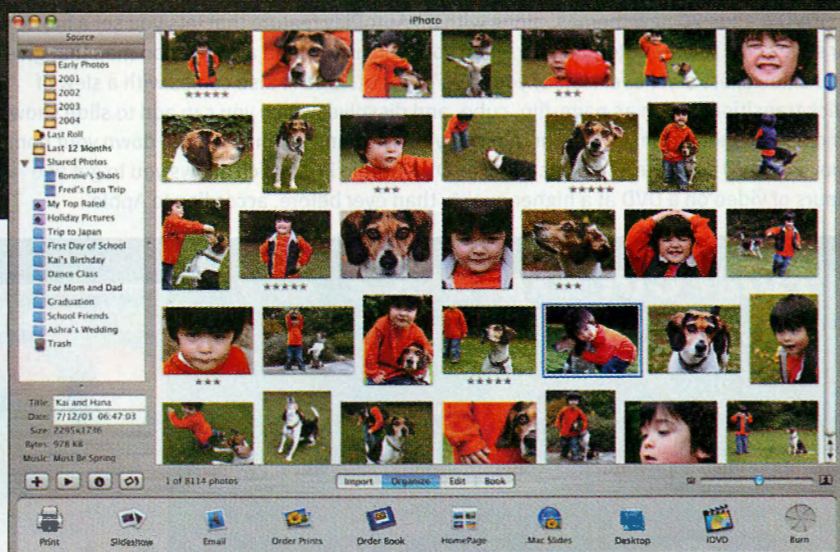 iPhoto
Source
Photo Library
Early Photos
2001
2002
2003
2004
Last Roll
Last 12 Months
Shared Photos
Bonnie's Shots
Fred's Euro Trip
My Top Rated
Holiday Pictures
Trip to Japan
First Day of School
Kai's Birthday
Dance Class
For Mom and Dad
Graduation
School Friends
Ashra's Wedding
Trash
Title: Kai and Hana
Date: 7/12/03 06:47:03
Size: 2295x1736
Bytes: 978 KB
Music: Must Be Spring
1 of 8114 photos
Import Organize Edit Book
Print Slideshow Email Order Prints Order Book HomePage .Mac Slides Desktop iDVD Burn